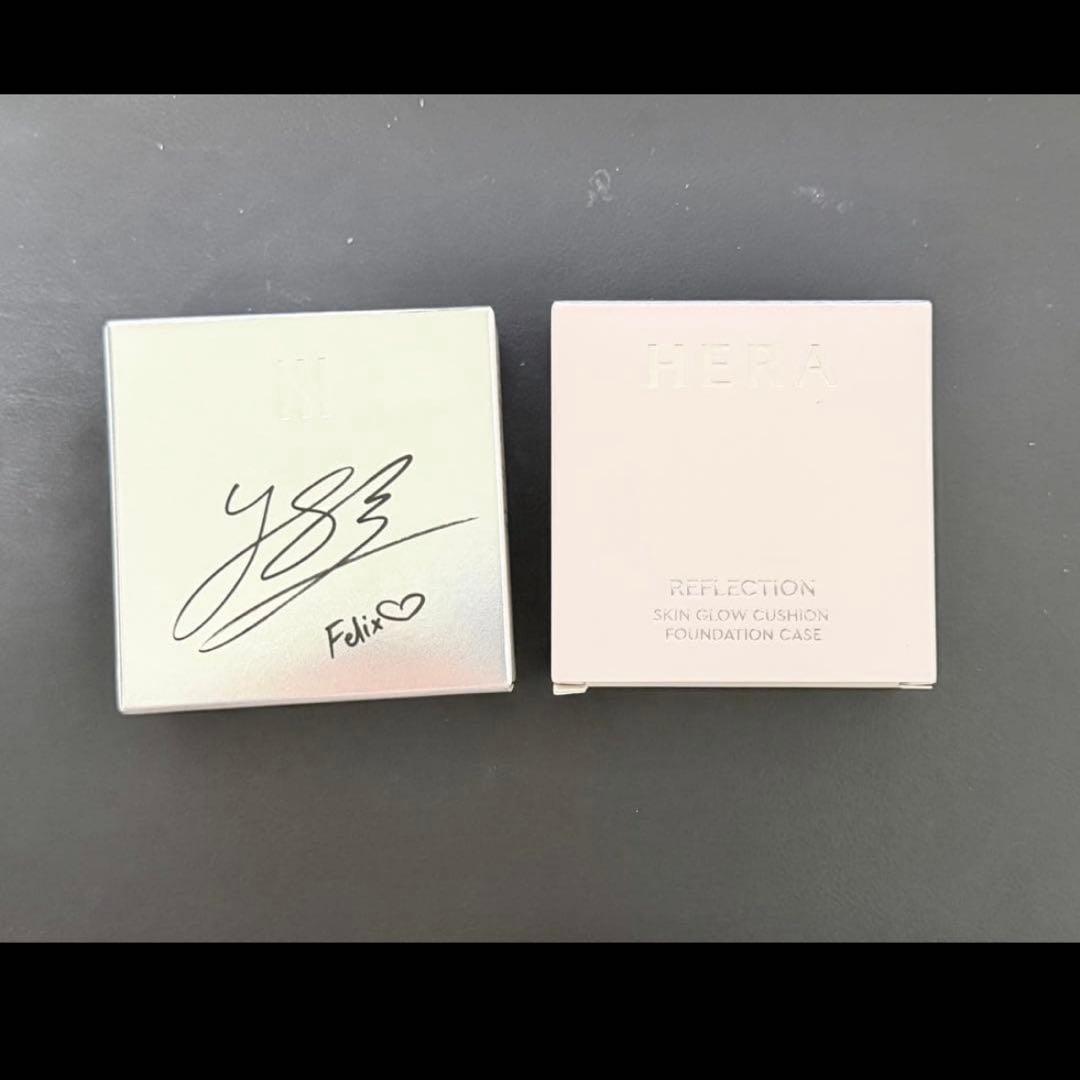 Felix♡
HERA
REFLECTION
SKIN GLOW CUSHION
FOUNDATION CASE